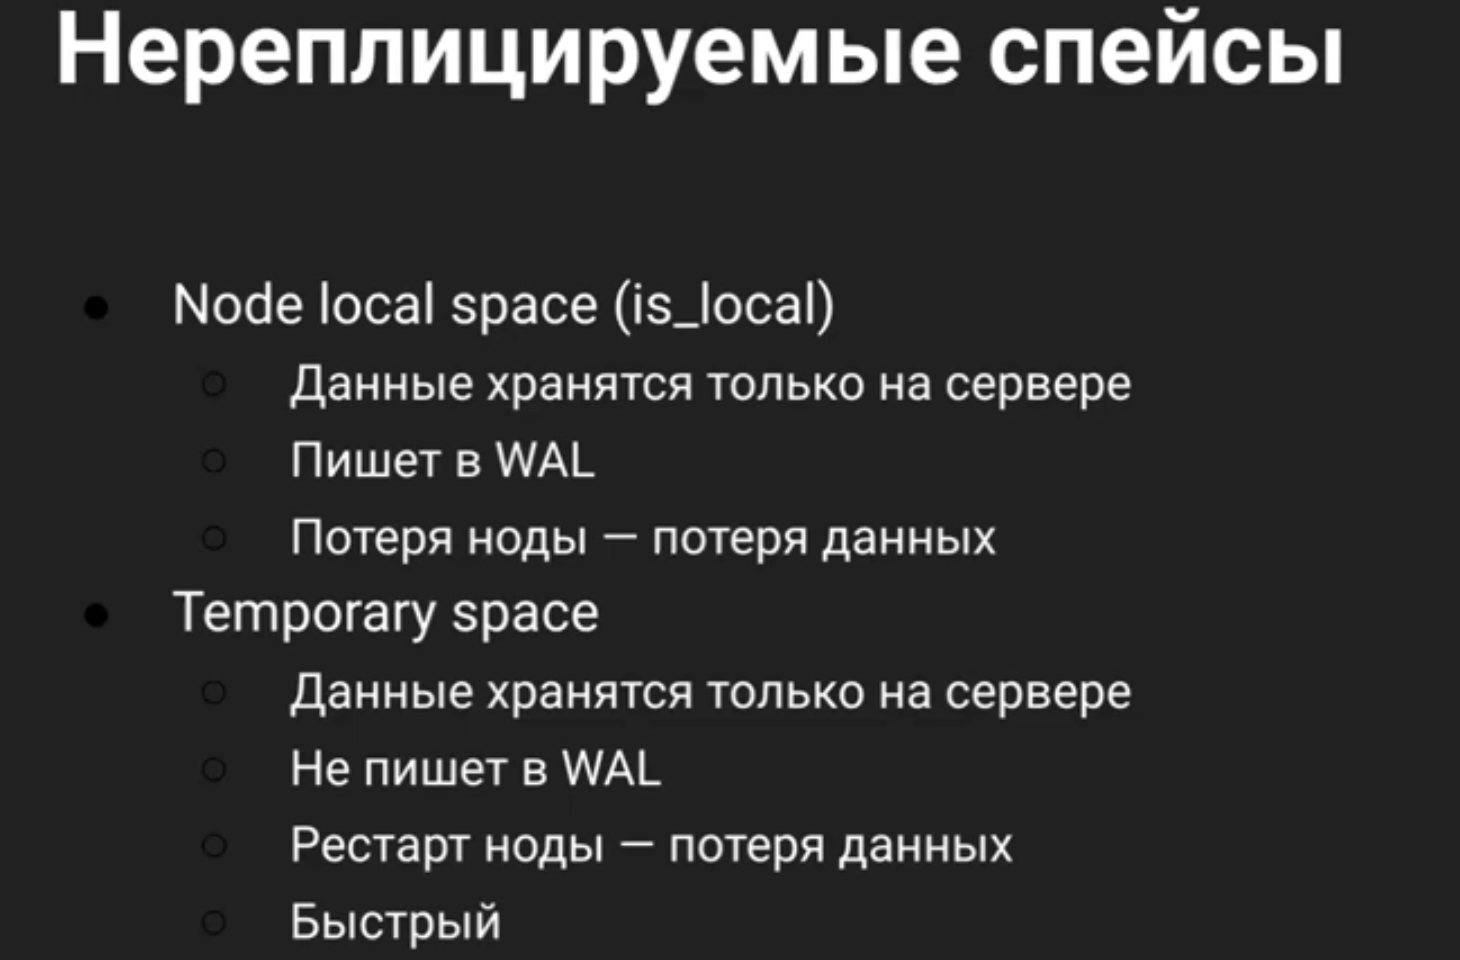 Нереплицируемые спейсы
Node local space (is_local)
Данные хранятся только на сервере
Пишет в WAL
Потеря ноды — потеря данных
Temporary space
Данные хранятся только на сервере
Не пишет в WAL
Рестарт ноды — потеря данных
Быстрый